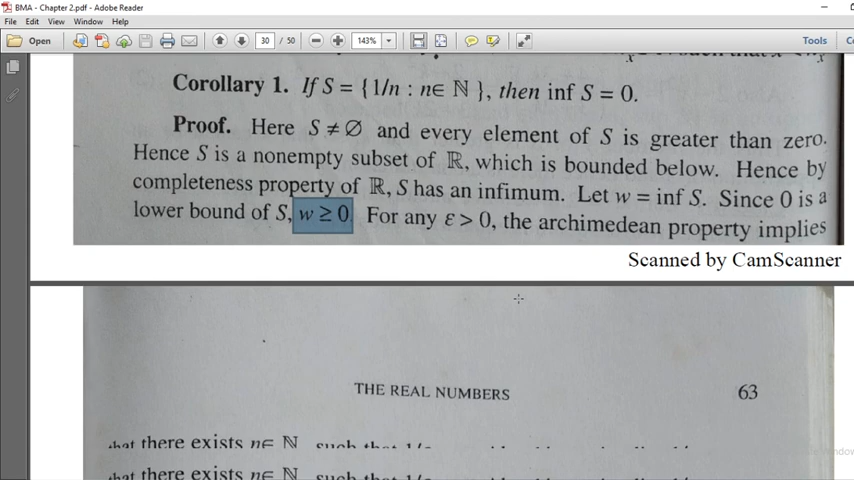 BMA - Chapter 2.pdf - Adobe Reader
File Edit View Window Help
Open 30 / 50 143% Tools
Corollary 1. If S = { 1/n : n∈ ℕ }, then inf S = 0.
Proof. Here S ≠ ∅ and every element of S is greater than zero.
Hence S is a nonempty subset of ℝ, which is bounded below. Hence by
completeness property of ℝ, S has an infimum. Let w = inf S. Since 0 is a
lower bound of S, w ≥ 0. For any ε > 0, the archimedean property implies
Scanned by CamScanner
THE REAL NUMBERS 63
that there exists n∈ ℕ such that
that there exists n∈ ℕ such that